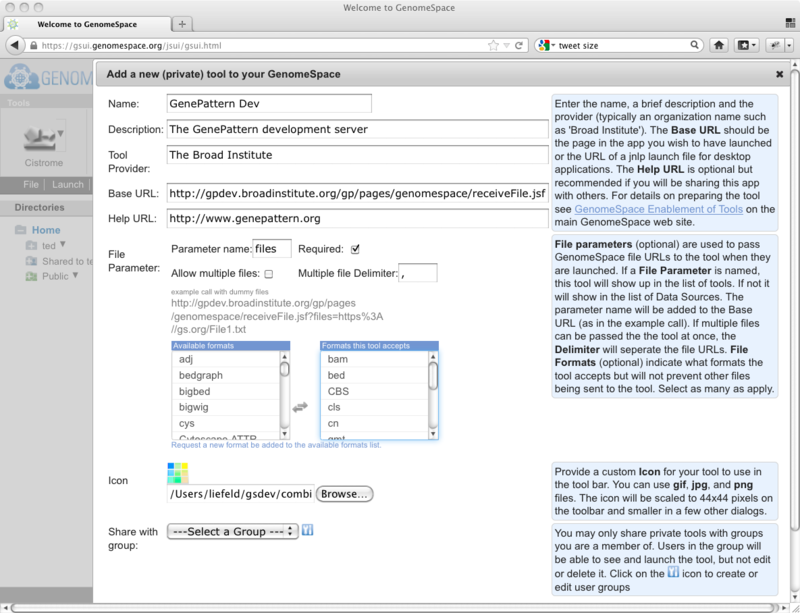 Welcome to GenomeSpace
Welcome to GenomeSpace
https://gsui.genomespace.org/jsui/gsui.html
tweet size
GENOM
Tools
Cistrome
File
Launch
Directories
Home
ted
Shared to te
Public
Add a new (private) tool to your GenomeSpace
Name:
GenePattern Dev
Description:
The GenePattern development server
Tool
Provider:
The Broad Institute
Base URL:
http://gpdev.broadinstitute.org/gp/pages/genomespace/receiveFile.jsf
Help URL:
http://www.genepattern.org
File
Parameter:
Parameter name: files
Required:
Allow multiple files:
Multiple file Delimiter: ,
example call with dummy files
http://gpdev.broadinstitute.org/gp/pages
/genomespace/receiveFile.jsf?files=https%3A
//gs.org/File1.txt
Available formats
adj
bedgraph
bigbed
bigwig
cys
Cytoscape ATTR
Formats this tool accepts
bam
bed
CBS
cls
cn
gmt
Request a new format be added to the available formats list.
Icon
/Users/liefeld/gsdev/combi
Browse...
Share with
group:
---Select a Group ---
Enter the name, a brief description and the
provider (typically an organization name such
as 'Broad Institute'). The Base URL should be
the page in the app you wish to have launched
or the URL of a jnlp launch file for desktop
applications. The Help URL is optional but
recommended if you will be sharing this app
with others. For details on preparing the tool
see GenomeSpace Enablement of Tools on the
main GenomeSpace web site.
File parameters (optional) are used to pass
GenomeSpace file URLs to the tool when they
are launched. If a File Parameter is named,
this tool will show up in the list of tools. If not it
will show in the list of Data Sources. The
parameter name will be added to the Base
URL (as in the example call). If multiple files
can be passed the the tool at once, the
Delimiter will seperate the file URLs. File
Formats (optional) indicate what formats the
tool accepts but will not prevent other files
being sent to the tool. Select as many as apply.
Provide a custom Icon for your tool to use in
the tool bar. You can use gif, jpg, and png
files. The icon will be scaled to 44x44 pixels on
the toolbar and smaller in a few other dialogs.
You may only share private tools with groups
you are a member of. Users in the group will
be able to see and launch the tool, but not edit
or delete it. Click on the icon to create or
edit user groups